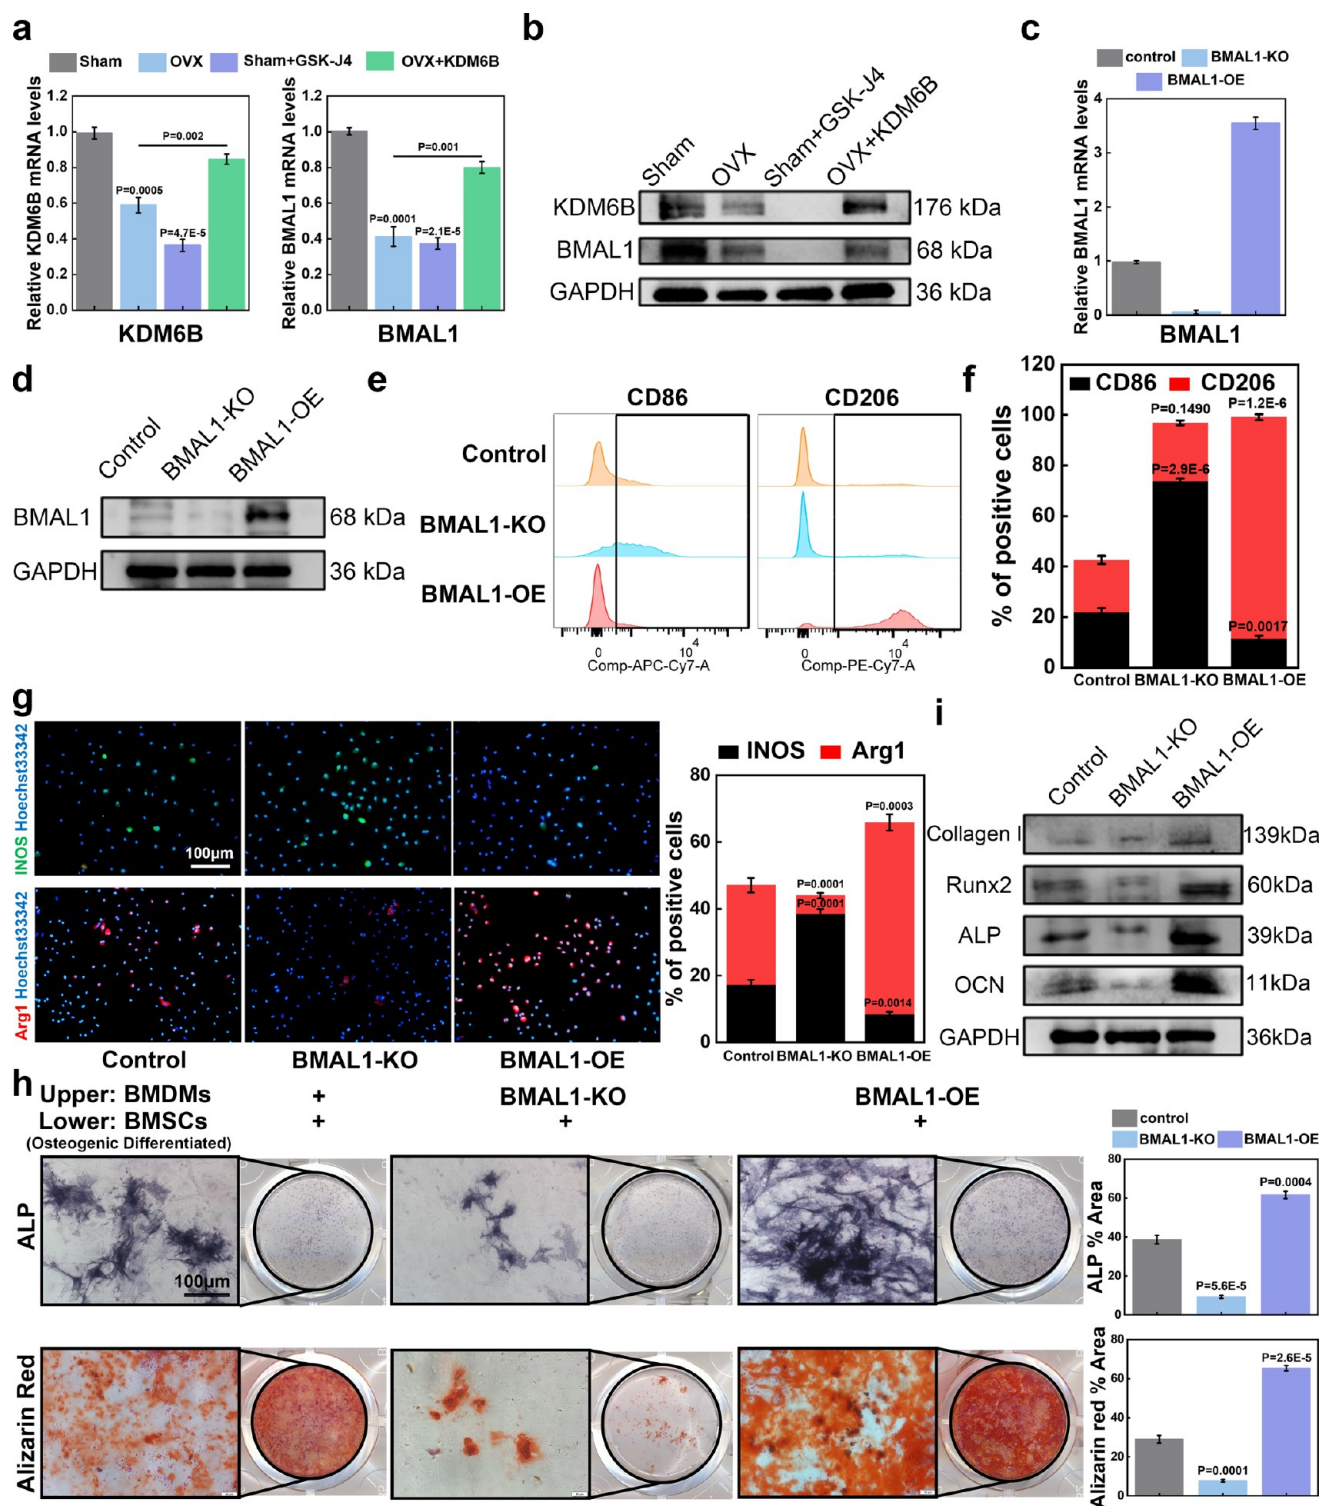 a
Sham OVX Sham+GSK-J4 OVX+KDM6B
Relative KDM6B mRNA levels
1.2
1.0
0.8
0.6
0.4
0.2
0.0
P=0.002
P=0.0005
P=4.7E-5
KDM6B
Relative BMAL1 mRNA levels
1.2
1.0
0.8
0.6
0.4
0.2
0.0
P=0.001
P=0.0001
P=2.1E-5
BMAL1
b
Sham OVX Sham+GSK-J4 OVX+KDM6B
KDM6B 176 kDa
BMAL1 68 kDa
GAPDH 36 kDa
c
control BMAL1-KO
BMAL1-OE
Relative BMAL1 mRNA levels
4
3
2
1
0
BMAL1
d
Control BMAL1-KO BMAL1-OE
BMAL1 68 kDa
GAPDH 36 kDa
e
CD86 CD206
Control
BMAL1-KO
BMAL1-OE
0 10^4 0 10^4
Comp-APC-Cy7-A Comp-PE-Cy7-A
f
% of positive cells
120
100
80
60
40
20
0
CD86 CD206
P=0.1490 P=1.2E-6
P=2.9E-6
P=0.0017
Control BMAL1-KO BMAL1-OE
g
INOS Hoechst33342
100μm
Arg1 Hoechst33342
Control BMAL1-KO BMAL1-OE
INOS Arg1
% of positive cells
80
60
40
20
0
P=0.0003
P=0.0001
P=0.0001
P=0.0014
Control BMAL1-KO BMAL1-OE
i
Control BMAL1-KO BMAL1-OE
Collagen I 139kDa
Runx2 60kDa
ALP 39kDa
OCN 11kDa
GAPDH 36kDa
h
Upper: BMDMs + BMAL1-KO BMAL1-OE
Lower: BMSCs + + +
(Osteogenic Differentiated)
ALP
100μm
Alizarin Red
control
BMAL1-KO BMAL1-OE
ALP % Area
80
60
40
20
0
P=0.0004
P=5.6E-5
Alizarin red % Area
80
60
40
20
0
P=2.6E-5
P=0.0001